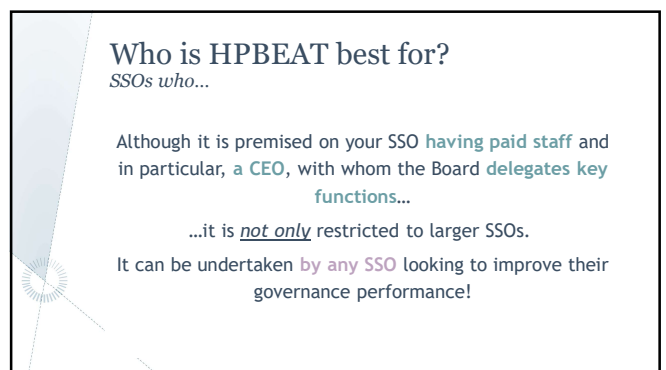 Who is HPBEAT best for?
SSOs who…
Although it is premised on your SSO having paid staff and
in particular, a CEO, with whom the Board delegates key
functions…
…it is not only restricted to larger SSOs.
It can be undertaken by any SSO looking to improve their
governance performance!